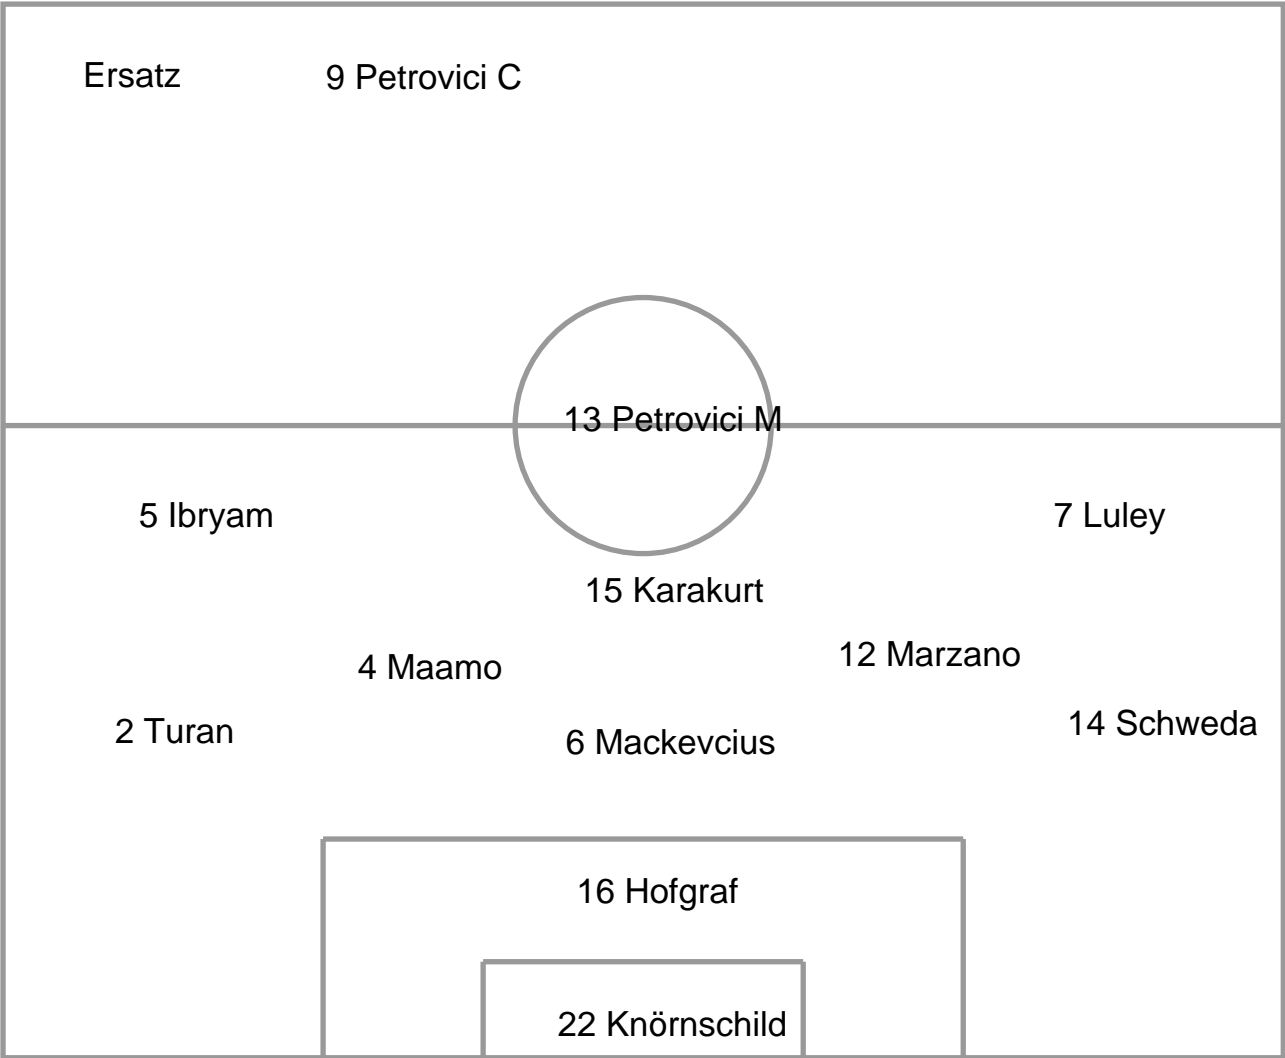 Ersatz
9 Petrovici C
13 Petrovici M
5 Ibryam
7 Luley
15 Karakurt
4 Maamo
12 Marzano
2 Turan
6 Mackevcius
14 Schweda
16 Hofgraf
22 Knörnschild